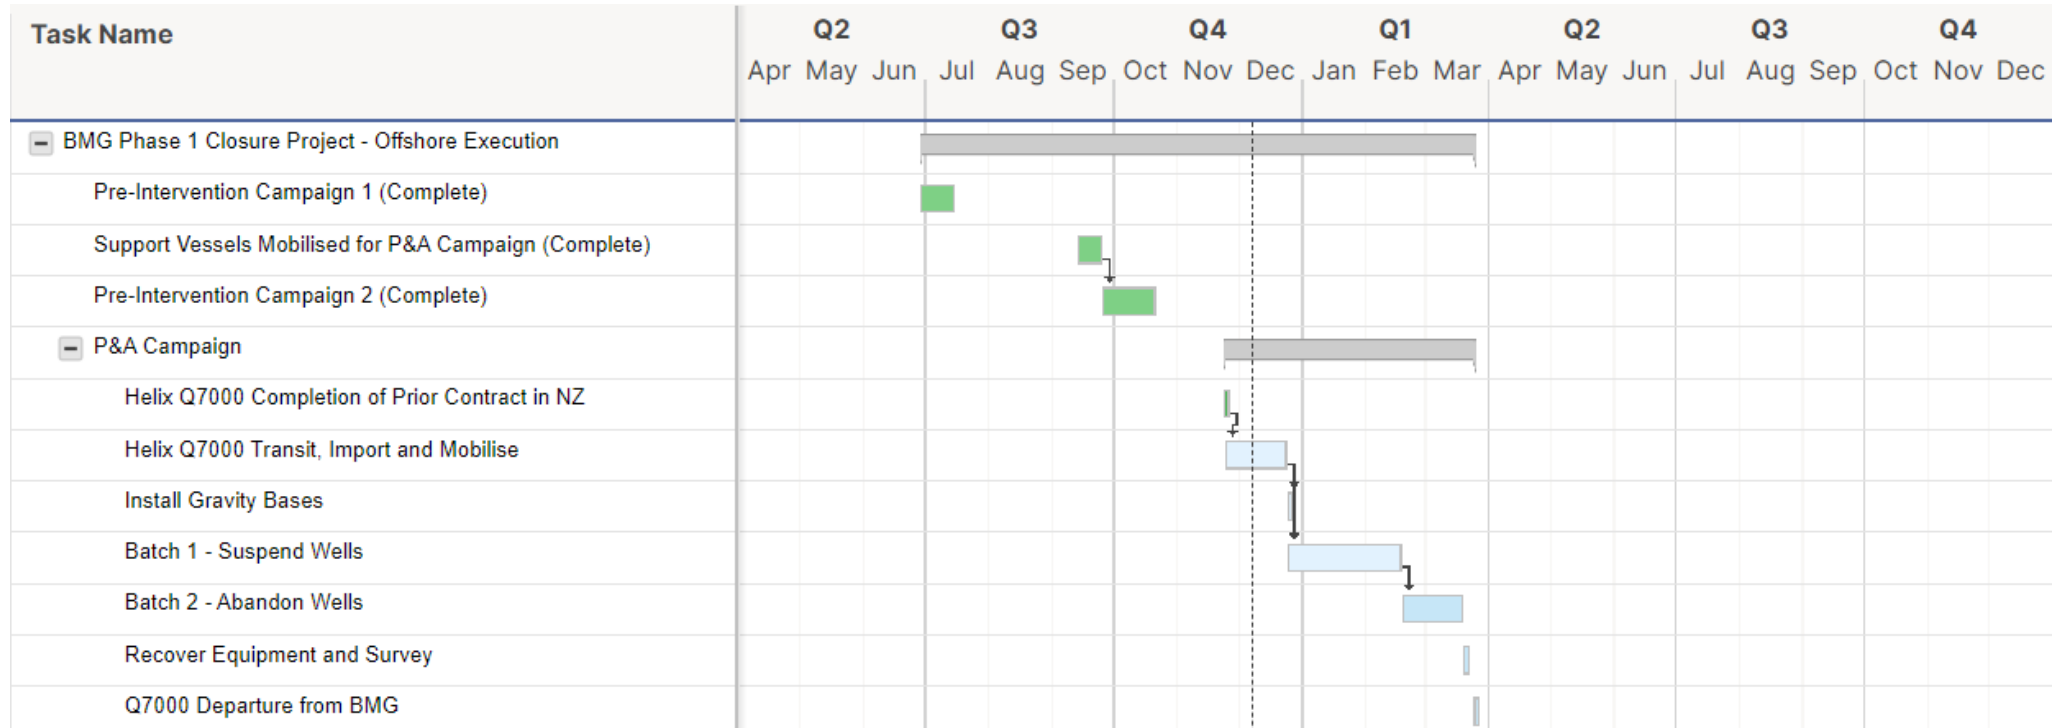 Task Name
Q2 Q3 Q4 Q1 Q2 Q3 Q4
Apr May Jun Jul Aug Sep Oct Nov Dec Jan Feb Mar Apr May Jun Jul Aug Sep Oct Nov Dec
BMG Phase 1 Closure Project - Offshore Execution
Pre-Intervention Campaign 1 (Complete)
Support Vessels Mobilised for P&A Campaign (Complete)
Pre-Intervention Campaign 2 (Complete)
P&A Campaign
Helix Q7000 Completion of Prior Contract in NZ
Helix Q7000 Transit, Import and Mobilise
Install Gravity Bases
Batch 1 - Suspend Wells
Batch 2 - Abandon Wells
Recover Equipment and Survey
Q7000 Departure from BMG